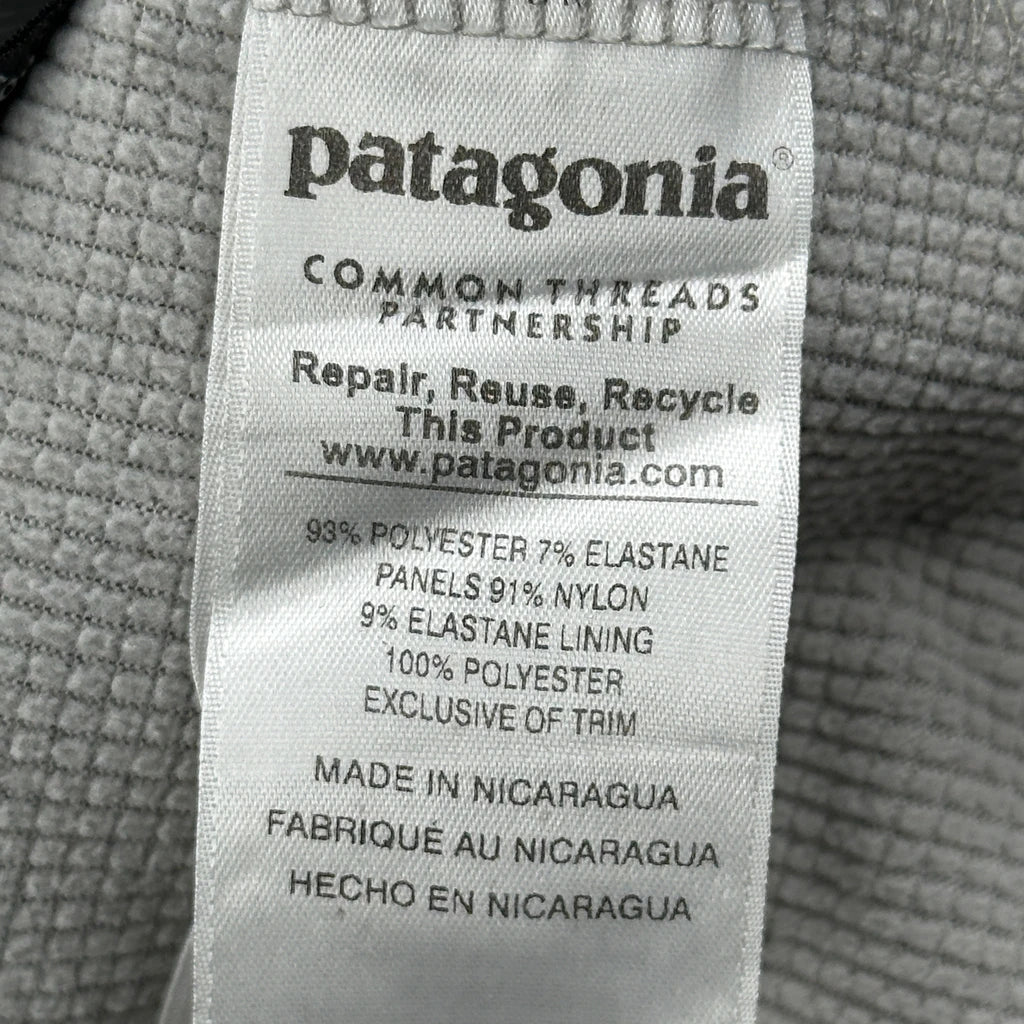 patagonia®
COMMON THREADS
PARTNERSHIP
Repair, Reuse, Recycle
This Product
www.patagonia.com
93% POLYESTER 7% ELASTANE
PANELS 91% NYLON
9% ELASTANE LINING
100% POLYESTER
EXCLUSIVE OF TRIM
MADE IN NICARAGUA
FABRIQUÉ AU NICARAGUA
HECHO EN NICARAGUA